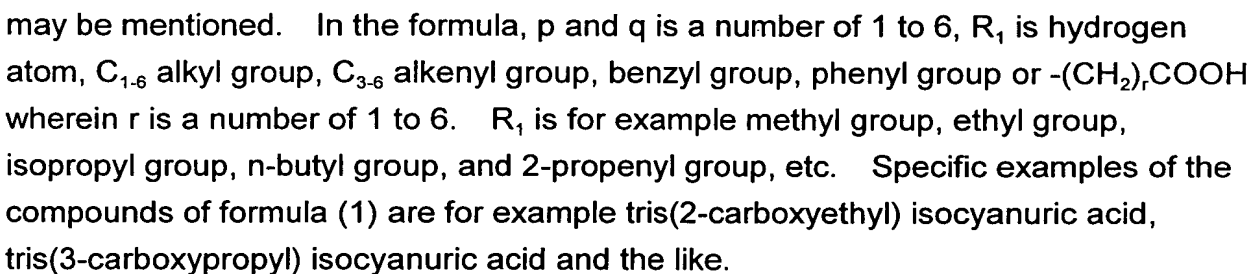 may be mentioned. In the formula, p and q is a number of 1 to 6, R₁ is hydrogen
atom, C₁₋₆ alkyl group, C₃₋₆ alkenyl group, benzyl group, phenyl group or -(CH₂)ᵣCOOH
wherein r is a number of 1 to 6. R₁ is for example methyl group, ethyl group,
isopropyl group, n-butyl group, and 2-propenyl group, etc. Specific examples of the
compounds of formula (1) are for example tris(2-carboxyethyl) isocyanuric acid,
tris(3-carboxypropyl) isocyanuric acid and the like.